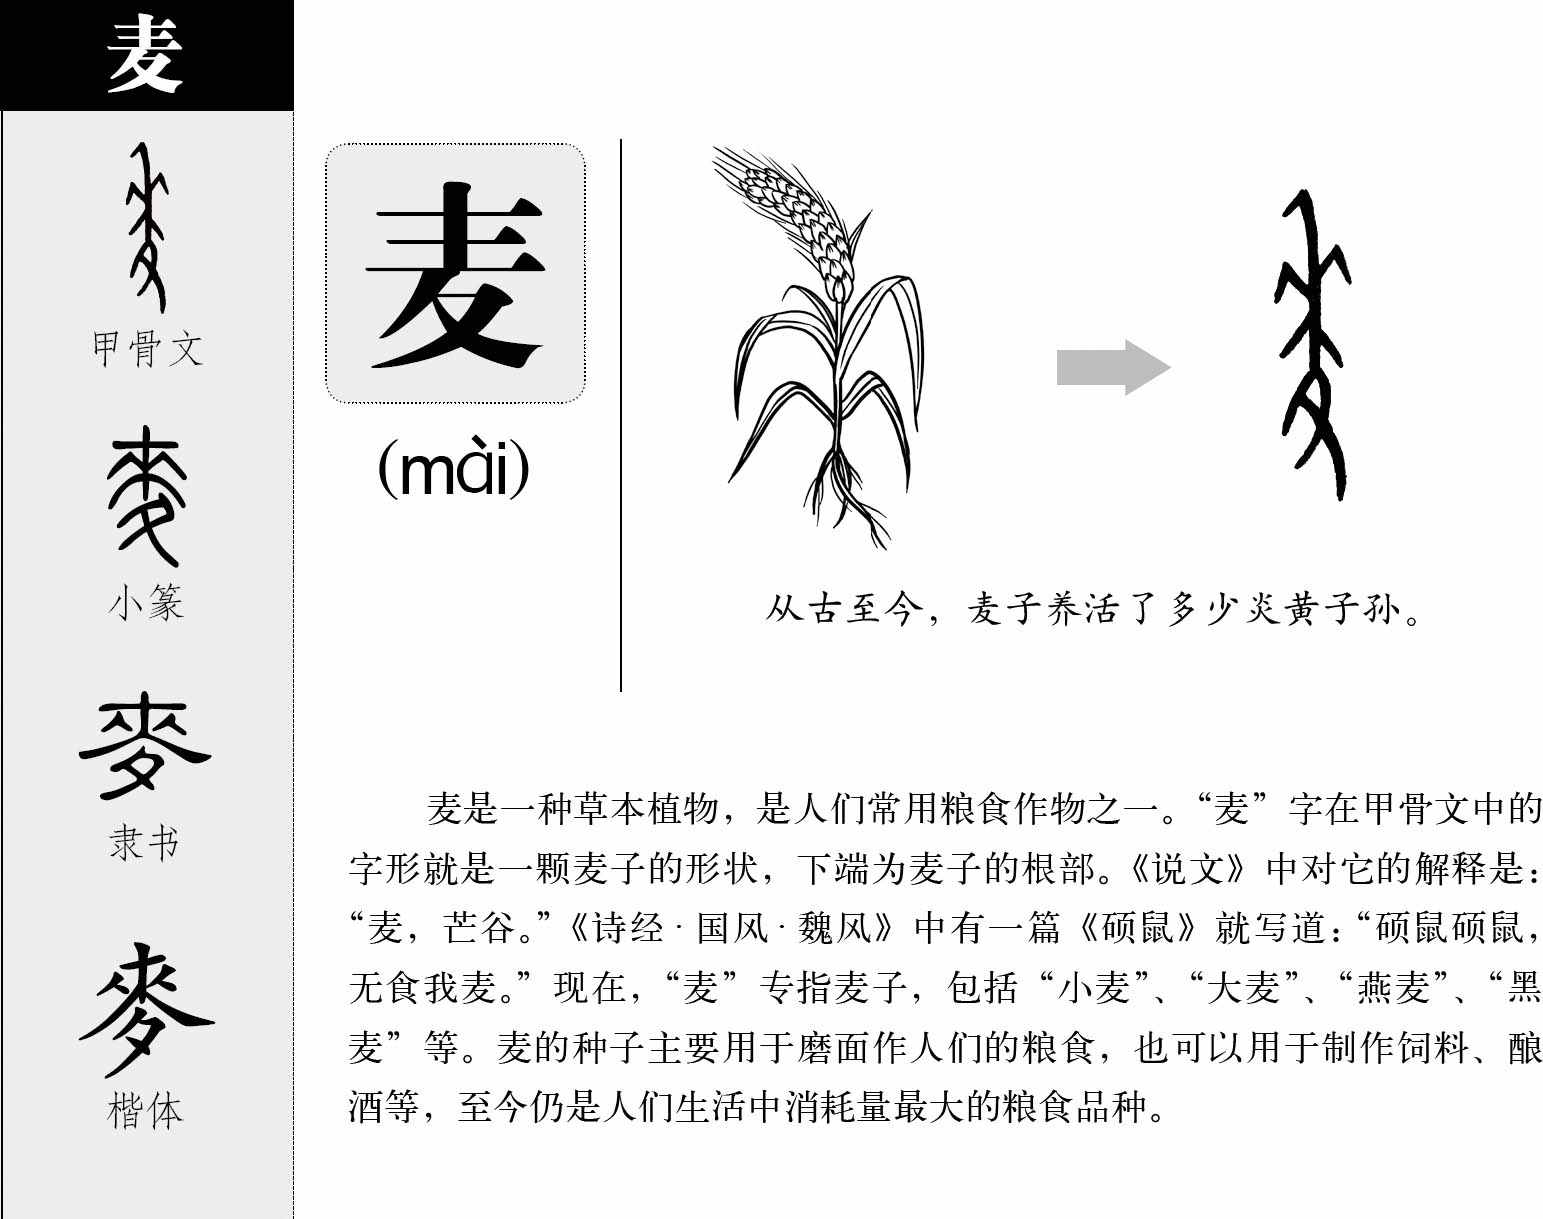 麦
甲骨文
小篆
隶书
楷体
麦
(mài)
从古至今，麦子养活了多少炎黄子孙。
麦是一种草本植物，是人们常用粮食作物之一。“麦”字在甲骨文中的
字形就是一颗麦子的形状，下端为麦子的根部。《说文》中对它的解释是：
“麦，芒谷。”《诗经·国风·魏风》中有一篇《硕鼠》就写道：“硕鼠硕鼠，
无食我麦。”现在，“麦”专指麦子，包括“小麦”、“大麦”、“燕麦”、“黑
麦”等。麦的种子主要用于磨面作人们的粮食，也可以用于制作饲料、酿
酒等，至今仍是人们生活中消耗量最大的粮食品种。